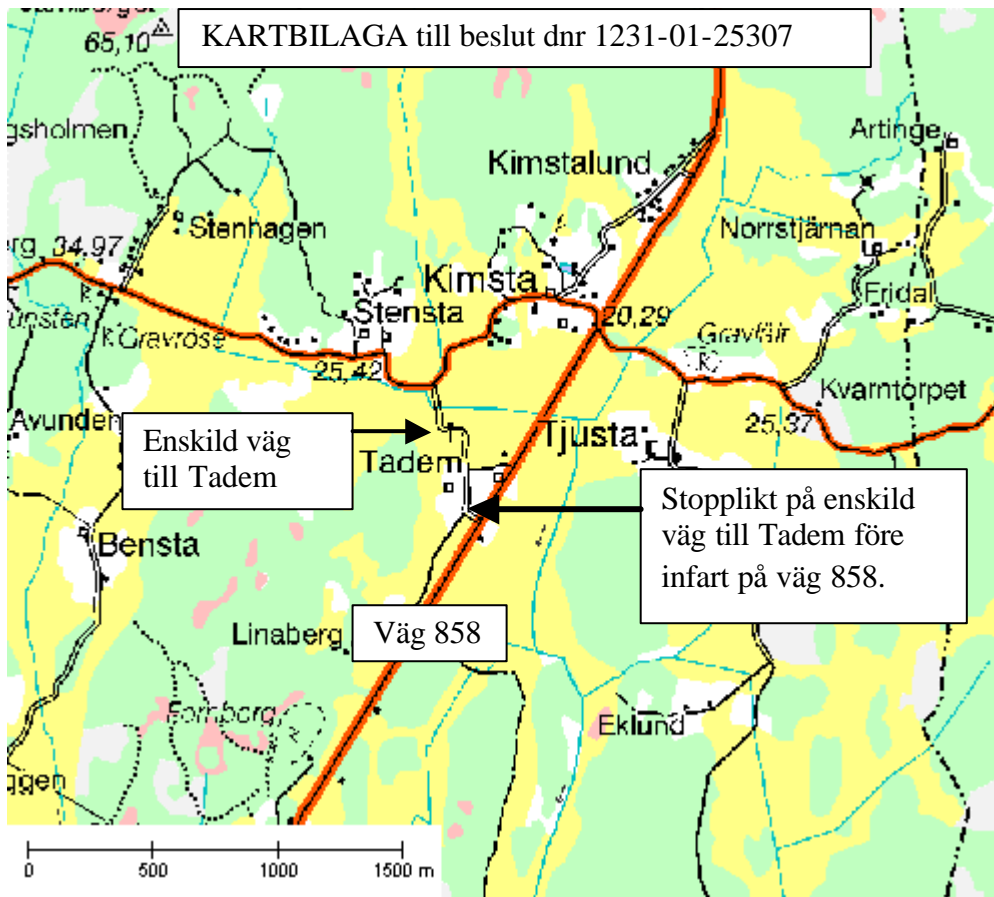 KARTBILAGA till beslut dnr 1231-01-25307
65,10
gsholmen
Artinge
Kimstalund
Stenhagen
Norrstjärnan
34,97
Kimsta
Fridal
Stensta
20,29
Gravfält
Gravröse
25,42
Kvarntorpet
Avunden
25,37
Enskild väg
till Tadem
Tjusta
Tadem
Stopplikt på enskild
väg till Tadem före
infart på väg 858.
Bensta
Linaberg
Väg 858
Fornborg
Eklund
ggen
0 500 1000 1500 m